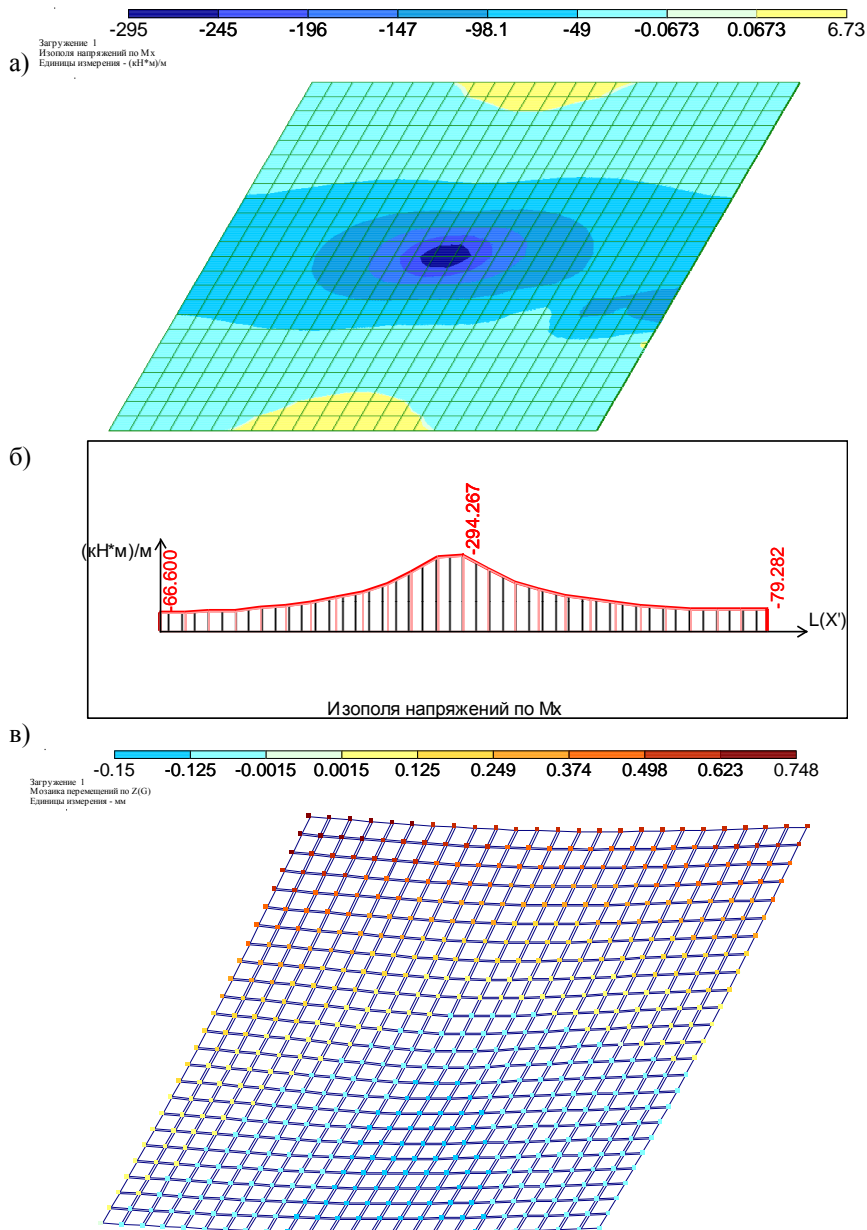 -295 -245 -196 -147 -98.1 -49 -0.0673 0.0673 6.73
Загружение 1
Изополя напряжений по Mx
Единицы измерения - (кН*м)/м
а)
б)
(кН*м)/м
-66.600
-294.267
-79.282
L(X')
Изополя напряжений по Mx
в)
-0.15 -0.125 -0.0015 0.0015 0.125 0.249 0.374 0.498 0.623 0.748
Загружение 1
Мозаика перемещений по Z(G)
Единицы измерения - мм